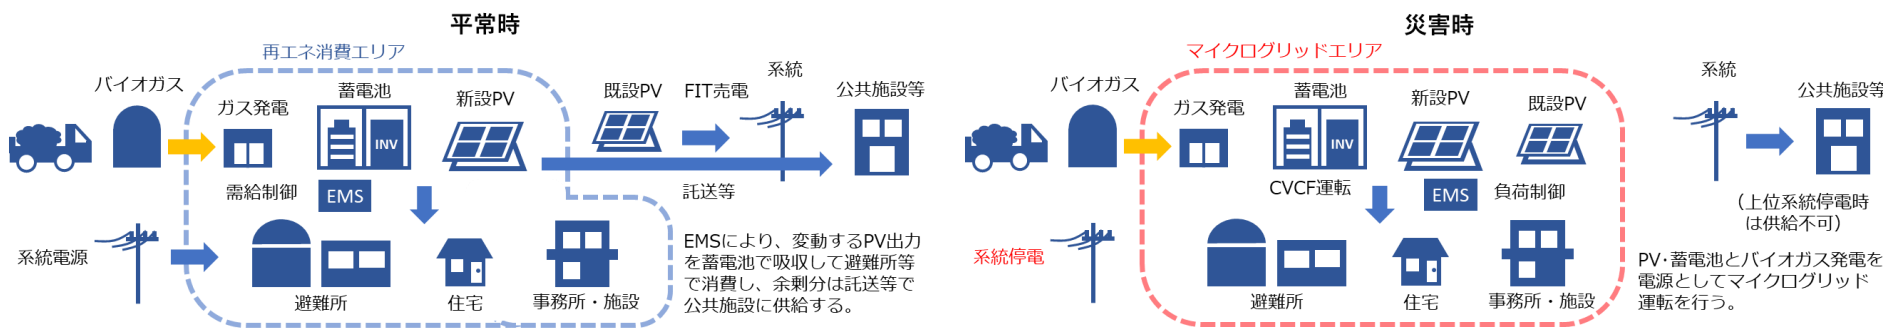 平常時
再エネ消費エリア
バイオガス
ガス発電
蓄電池
新設PV
既設PV
FIT売電
系統
公共施設等
INV
需給制御
EMS
託送等
系統電源
避難所
住宅
事務所・施設
EMSにより、変動するPV出力
を蓄電池で吸収して避難所等
で消費し、余剰分は託送等で
公共施設に供給する。
災害時
マイクログリッドエリア
バイオガス
ガス発電
蓄電池
新設PV
既設PV
系統
公共施設等
INV
CVCF運転
EMS
負荷制御
(上位系統停電時
は供給不可)
系統停電
避難所
住宅
事務所・施設
PV・蓄電池とバイオガス発電を
電源としてマイクログリッド
運転を行う。